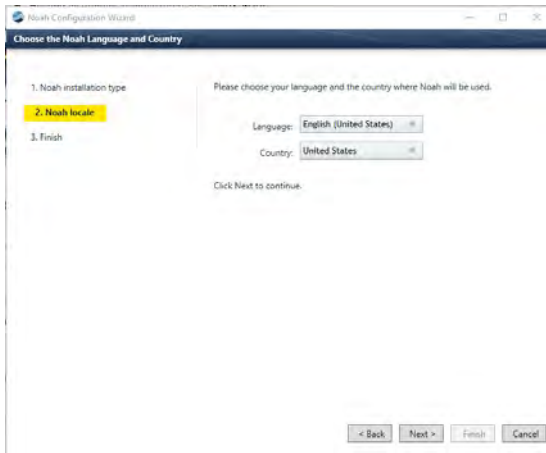 Noah Configuration Wizard
Choose the Noah Language and Country
1. Noah installation type
Please choose your language and the country where Noah will be used.
2. Noah locale
Language: English (United States)
3. Finish
Country: United States
Click Next to continue.
< Back Next > Finish Cancel